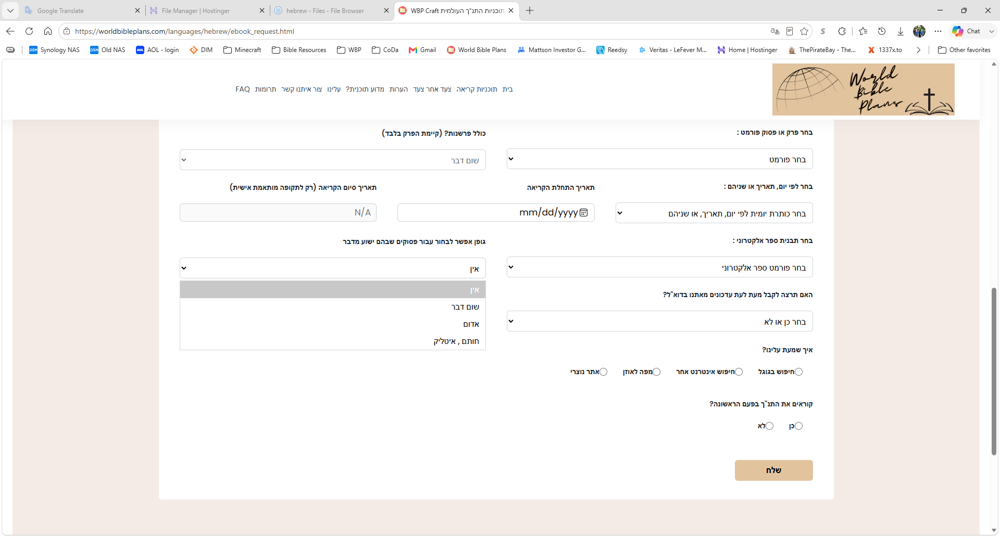 Google Translate
File Manager | Hostinger
hebrew - Files - File Browser
WBP Craft תוכניות התנ"ך העולמית
https://worldbibleplans.com/languages/hebrew/ebook_request.html
Chat
Synology NAS
Old NAS
AOL - login
DIM
Minecraft
Bible Resources
WBP
CoDa
Gmail
World Bible Plans
Mattson Investor G...
Reedsy
Veritas - LeFever M...
Home | Hostinger
ThePirateBay - The...
1337x.to
Other favorites
World
Bible
Plans
בית תוכניות קריאה צעד אחר צעד הערות מדוע תוכנית? עלינו צור איתנו קשר תרומות FAQ
בחר פרק או פסוק פורמט :
כולל פרשנות? (קיימת הפרק בלבד)
בחר פורמט
שום דבר
בחר לפי יום, תאריך או שניהם :
תאריך התחלת הקריאה
תאריך סיום הקריאה (רק לתקופה מותאמת אישית)
בחר כותרת יומית לפי יום, תאריך, או שניהם
mm/dd/yyyy
N/A
בחר תבנית ספר אלקטרוני :
גופן אפשר לבחור עבור פסוקים שבהם ישוע מדבר
בחר פורמט ספר אלקטרוני
אין
אין
שום דבר
אדום
חותם , איטליק
האם תרצה לקבל מעת לעת עדכונים מאתנו בדוא"ל?
בחר כן או לא
איך שמעת עלינו?
חיפוש בגוגל
חיפוש אינטרנט אחר
מפה לאוזן
אתר נוצרי
קוראים את התנ"ך בפעם הראשונה?
כן
לא
שלח